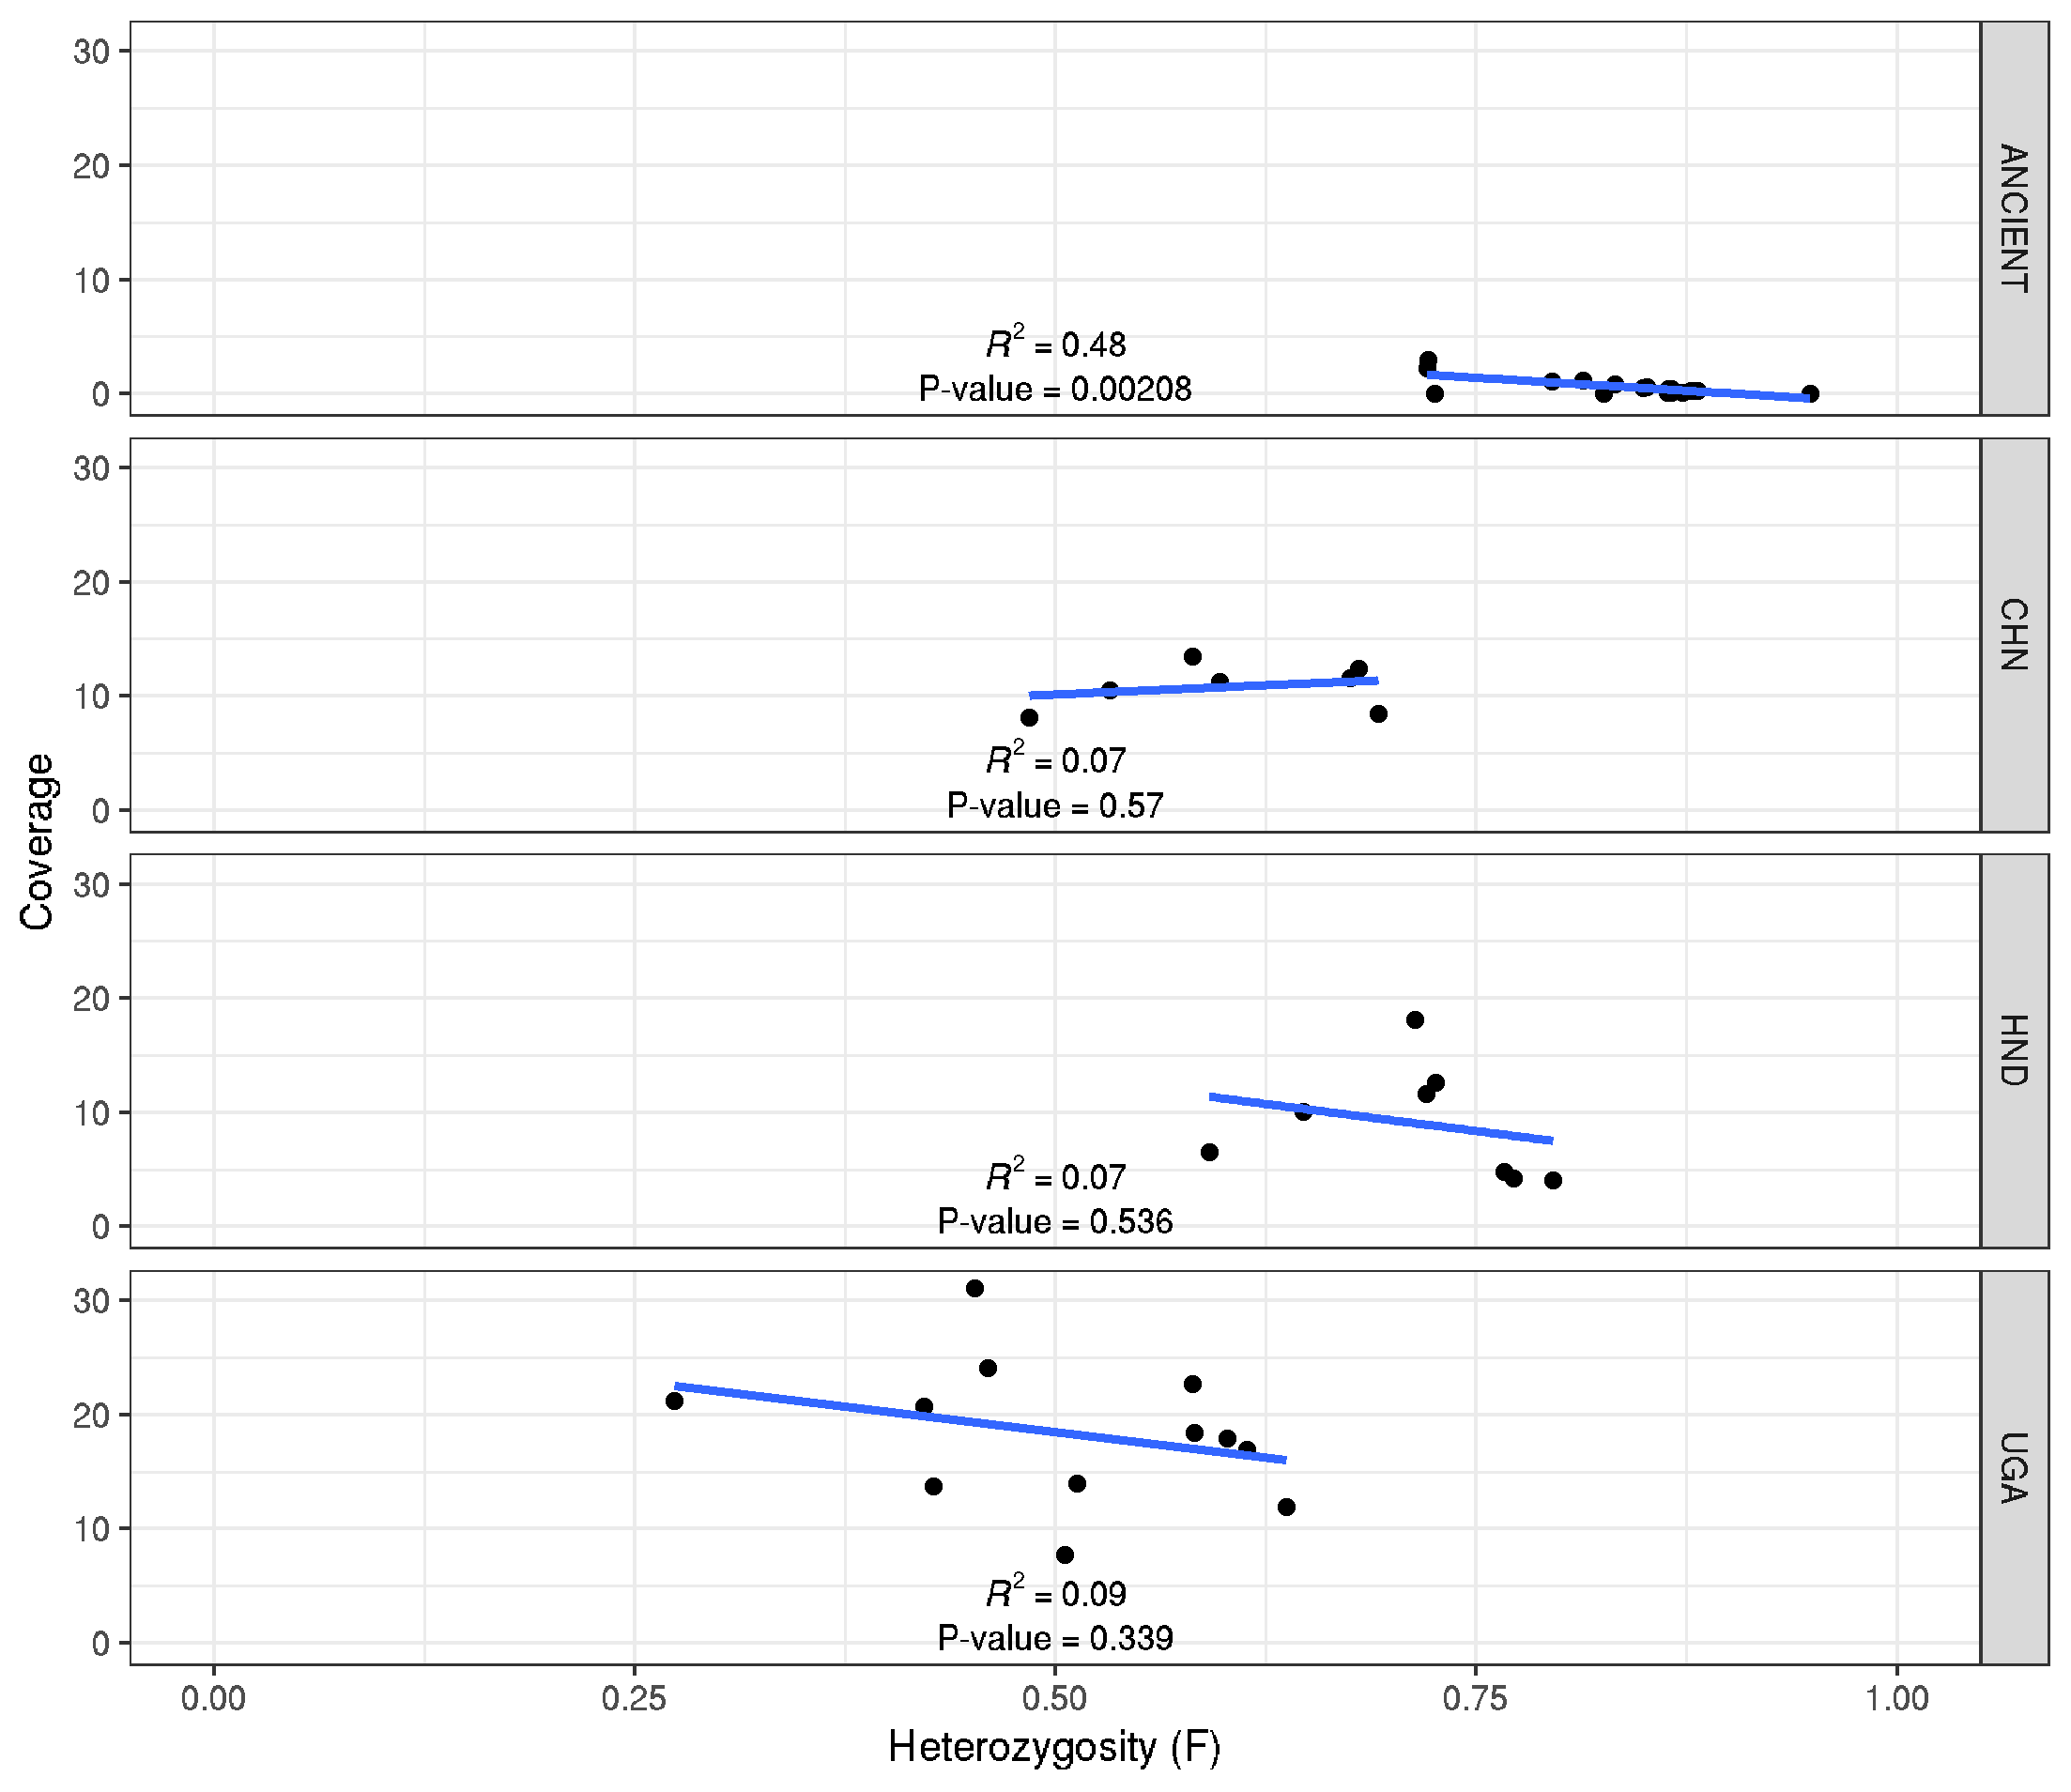 Coverage
30
20
10
0
R² = 0.48
P-value = 0.00208
ANCIENT
30
20
10
0
R² = 0.07
P-value = 0.57
CHN
30
20
10
0
R² = 0.07
P-value = 0.536
HND
30
20
10
0
R² = 0.09
P-value = 0.339
UGA
0.00 0.25 0.50 0.75 1.00
Heterozygosity (F)